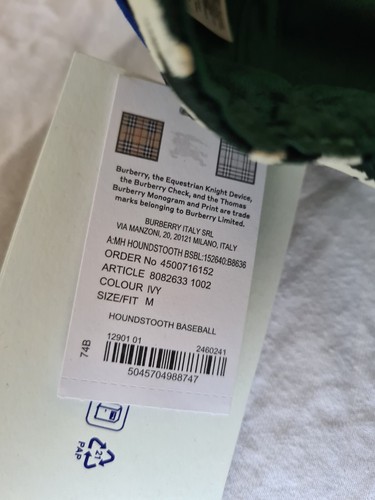 Burberry, the Equestrian Knight Device,
the Burberry Check, and the Thomas
Burberry Monogram and Print are trade
marks belonging to Burberry Limited.
BURBERRY ITALY SRL
VIA MANZONI, 20, 20121 MILANO, ITALY
A:MH HOUNDSTOOTH BSBL:152640:B8636
ORDER No 4500716152
ARTICLE 8082633 1002
COLOUR IVY
SIZE/FIT M
HOUNDSTOOTH BASEBALL
74B
12901 01 2460241
5045704988747
21
PAP